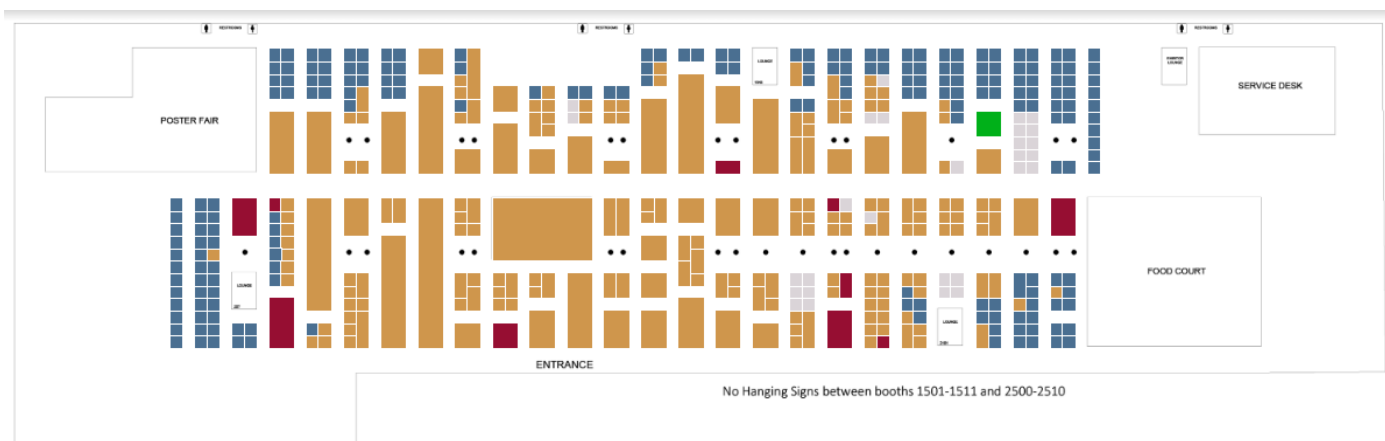 RESTROOMS
RESTROOMS
RESTROOMS
POSTER FAIR
LOUNGE
LOUNGE
SERVICE DESK
LOUNGE
FOOD COURT
LOUNGE
ENTRANCE
No Hanging Signs between booths 1501-1511 and 2500-2510